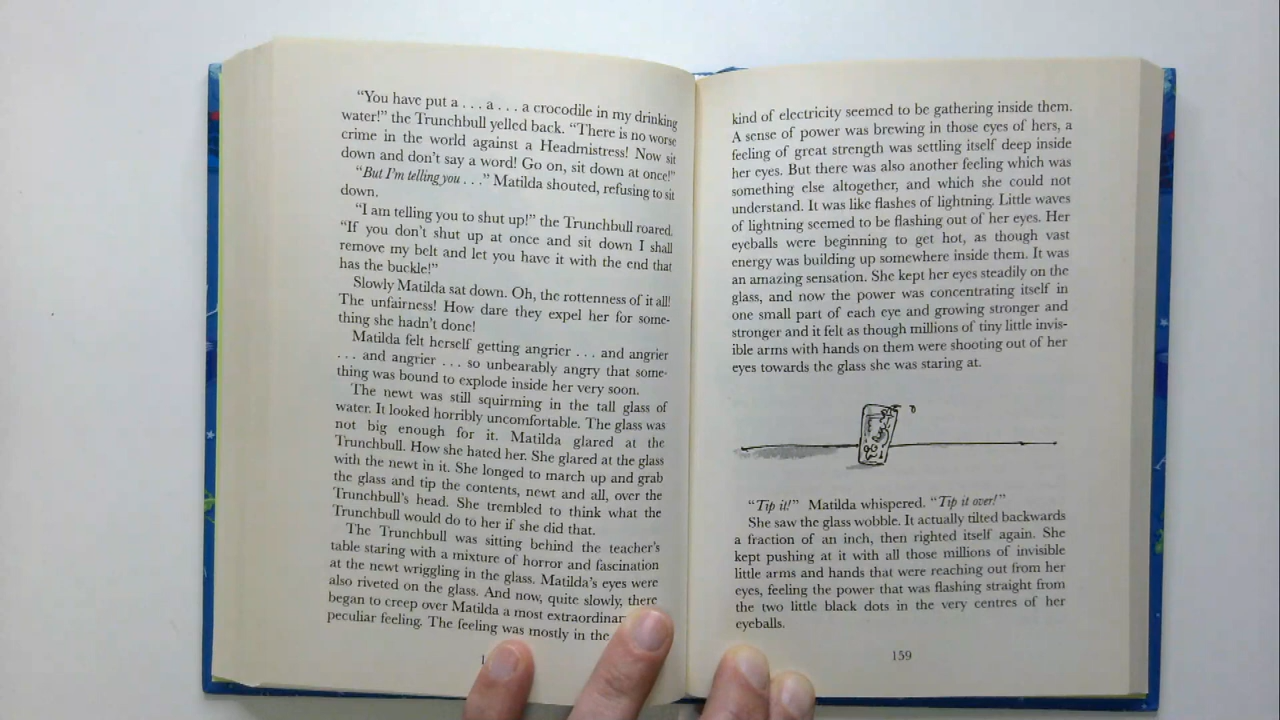 “You have put a . . . a . . . a crocodile in my drinking
water!” the Trunchbull yelled back. “There is no worse
crime in the world against a Headmistress! Now sit
down and don’t say a word! Go on, sit down at once!”
“But I’m telling you . . .” Matilda shouted, refusing to sit
down.
“I am telling you to shut up!” the Trunchbull roared.
“If you don’t shut up at once and sit down I shall
remove my belt and let you have it with the end that
has the buckle!”
Slowly Matilda sat down. Oh, the rottenness of it all!
The unfairness! How dare they expel her for some-
thing she hadn’t done!
Matilda felt herself getting angrier . . . and angrier
. . . and angrier . . . so unbearably angry that some-
thing was bound to explode inside her very soon.
The newt was still squirming in the tall glass of
water. It looked horribly uncomfortable. The glass was
not big enough for it. Matilda glared at the
Trunchbull. How she hated her. She glared at the glass
with the newt in it. She longed to march up and grab
the glass and tip the contents, newt and all, over the
Trunchbull’s head. She trembled to think what the
Trunchbull would do to her if she did that.
The Trunchbull was sitting behind the teacher’s
table staring with a mixture of horror and fascination
at the newt wriggling in the glass. Matilda’s eyes were
also riveted on the glass. And now, quite slowly, there
began to creep over Matilda a most
peculiar feeling. The feeling was mostly in the
kind of electricity seemed to be gathering inside them.
A sense of power was brewing in those eyes of hers, a
feeling of great strength was settling itself deep inside
her eyes. But there was also another feeling which was
something else altogether, and which she could not
understand. It was like flashes of lightning. Little waves
of lightning seemed to be flashing out of her eyes. Her
eyeballs were beginning to get hot, as though vast
energy was building up somewhere inside them. It was
an amazing sensation. She kept her eyes steadily on the
glass, and now the power was concentrating itself in
one small part of each eye and growing stronger and
stronger and it felt as though millions of tiny little invis-
ible arms with hands on them were shooting out of her
eyes towards the glass she was staring at.
“Tip it!” Matilda whispered. “Tip it over!”
She saw the glass wobble. It actually tilted backwards
a fraction of an inch, then righted itself again. She
kept pushing at it with all those millions of invisible
little arms and hands that were reaching out from her
eyes, feeling the power that was flashing straight from
the two little black dots in the very centres of her
eyeballs.
159